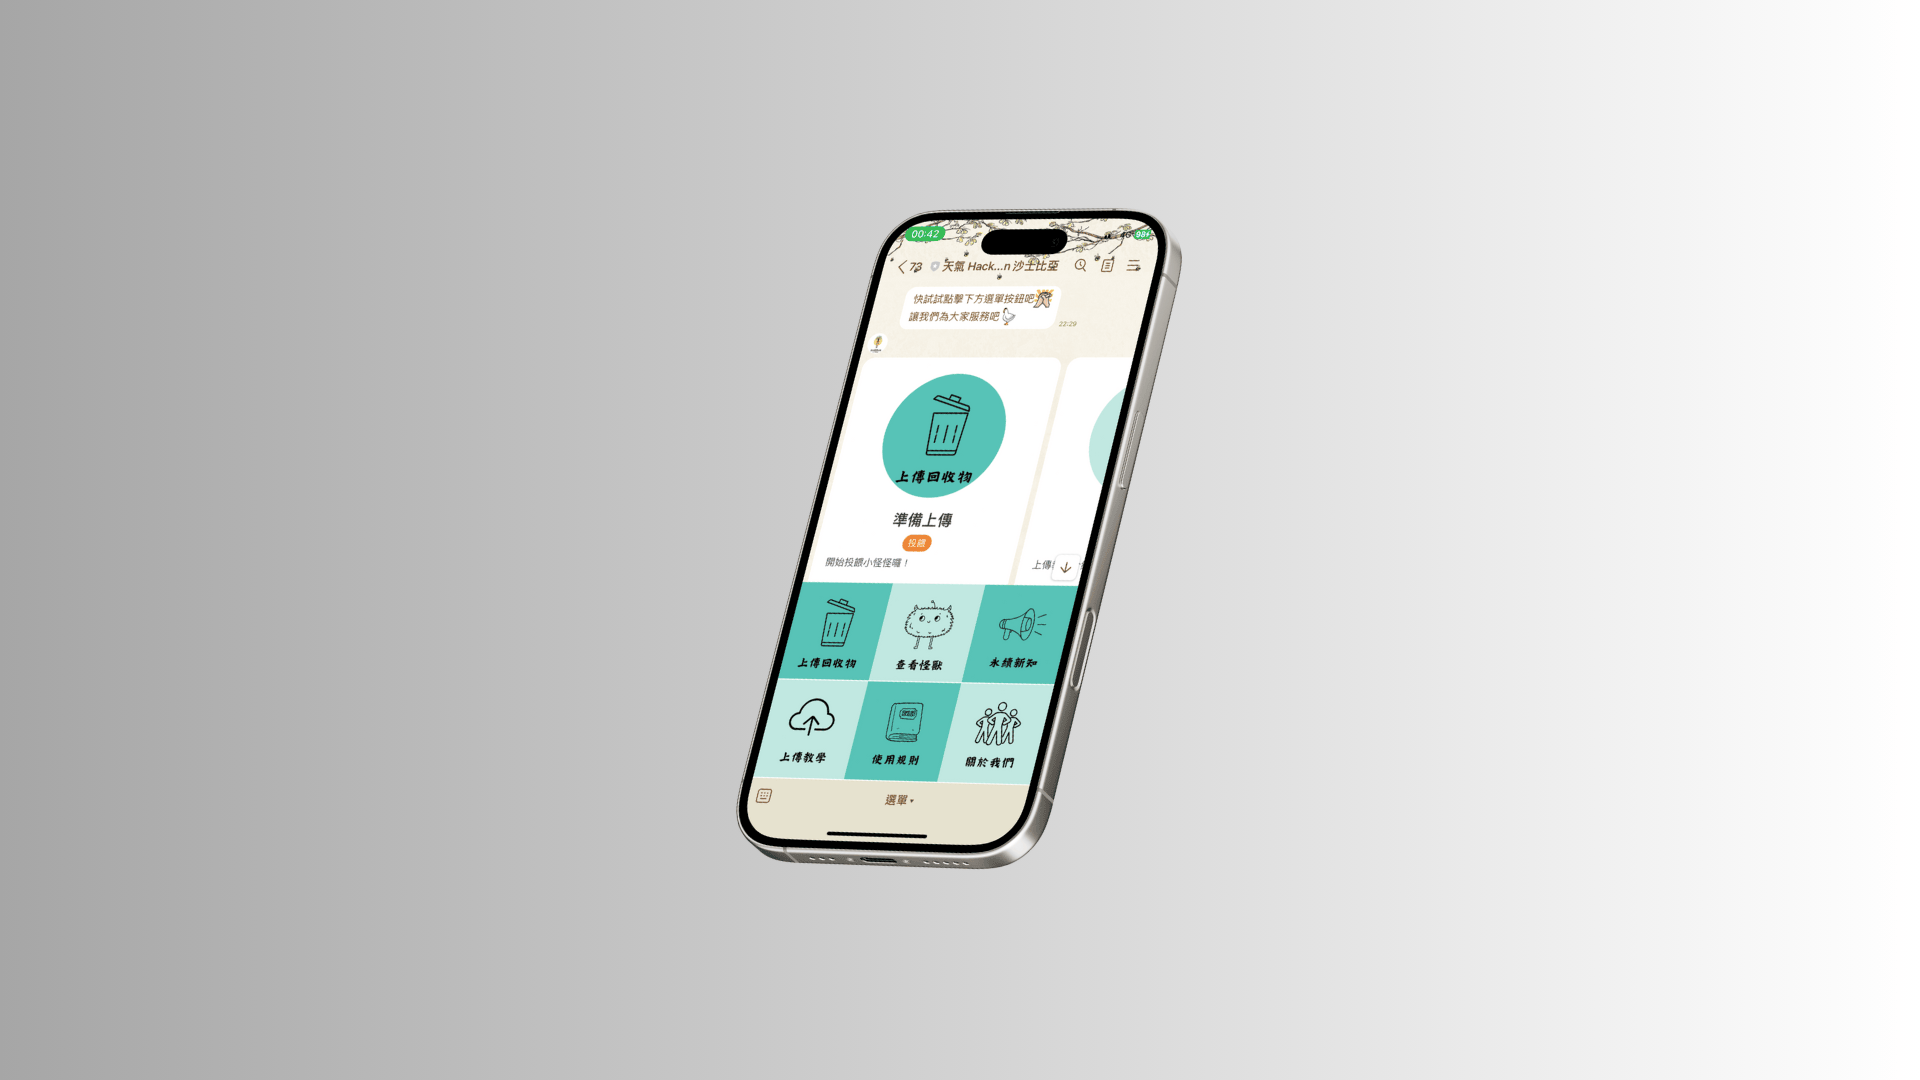 00:42
4G 98
73 天氣 Hack...n 沙士比亞
快試試點擊下方選單按鈕吧
讓我們為大家服務吧
22:29
上傳回收物
準備上傳
投餵
開始投餵小怪怪囉！
上傳
上傳回收物
查看怪獸
永續新知
上傳教學
使用規則
關於我們
選單